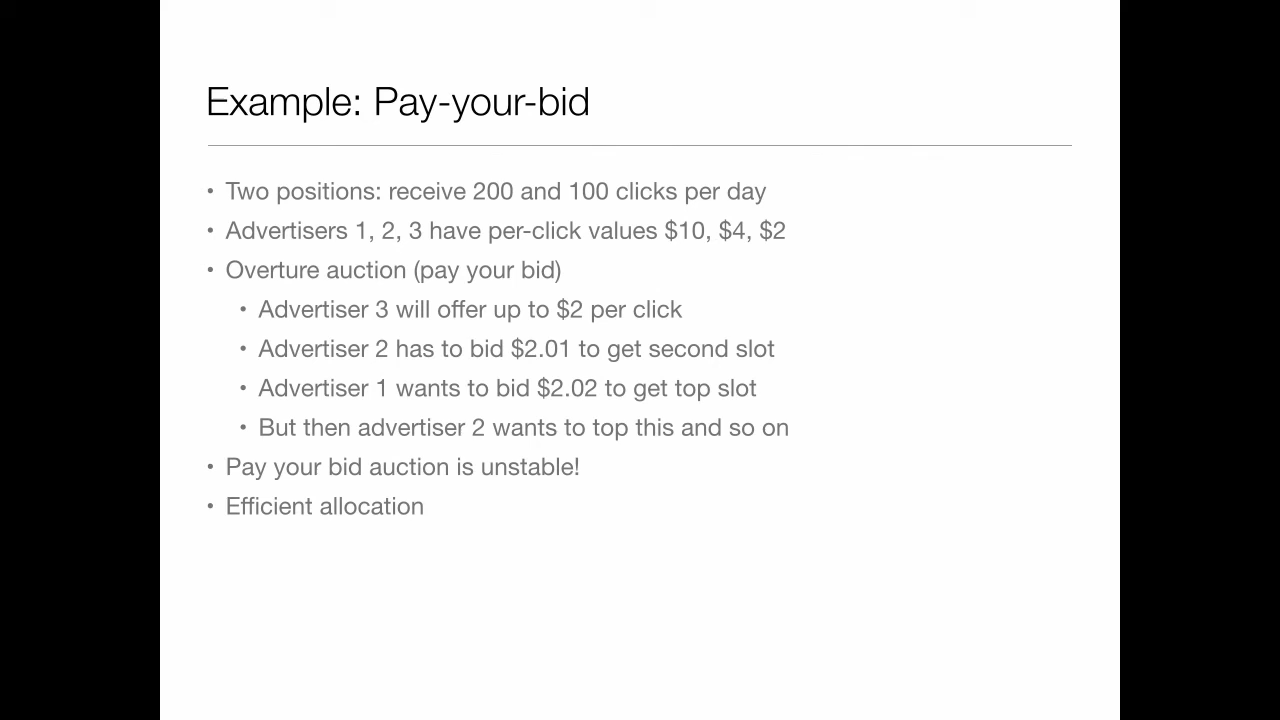 Example: Pay-your-bid
• Two positions: receive 200 and 100 clicks per day
• Advertisers 1, 2, 3 have per-click values $10, $4, $2
• Overture auction (pay your bid)
• Advertiser 3 will offer up to $2 per click
• Advertiser 2 has to bid $2.01 to get second slot
• Advertiser 1 wants to bid $2.02 to get top slot
• But then advertiser 2 wants to top this and so on
• Pay your bid auction is unstable!
• Efficient allocation